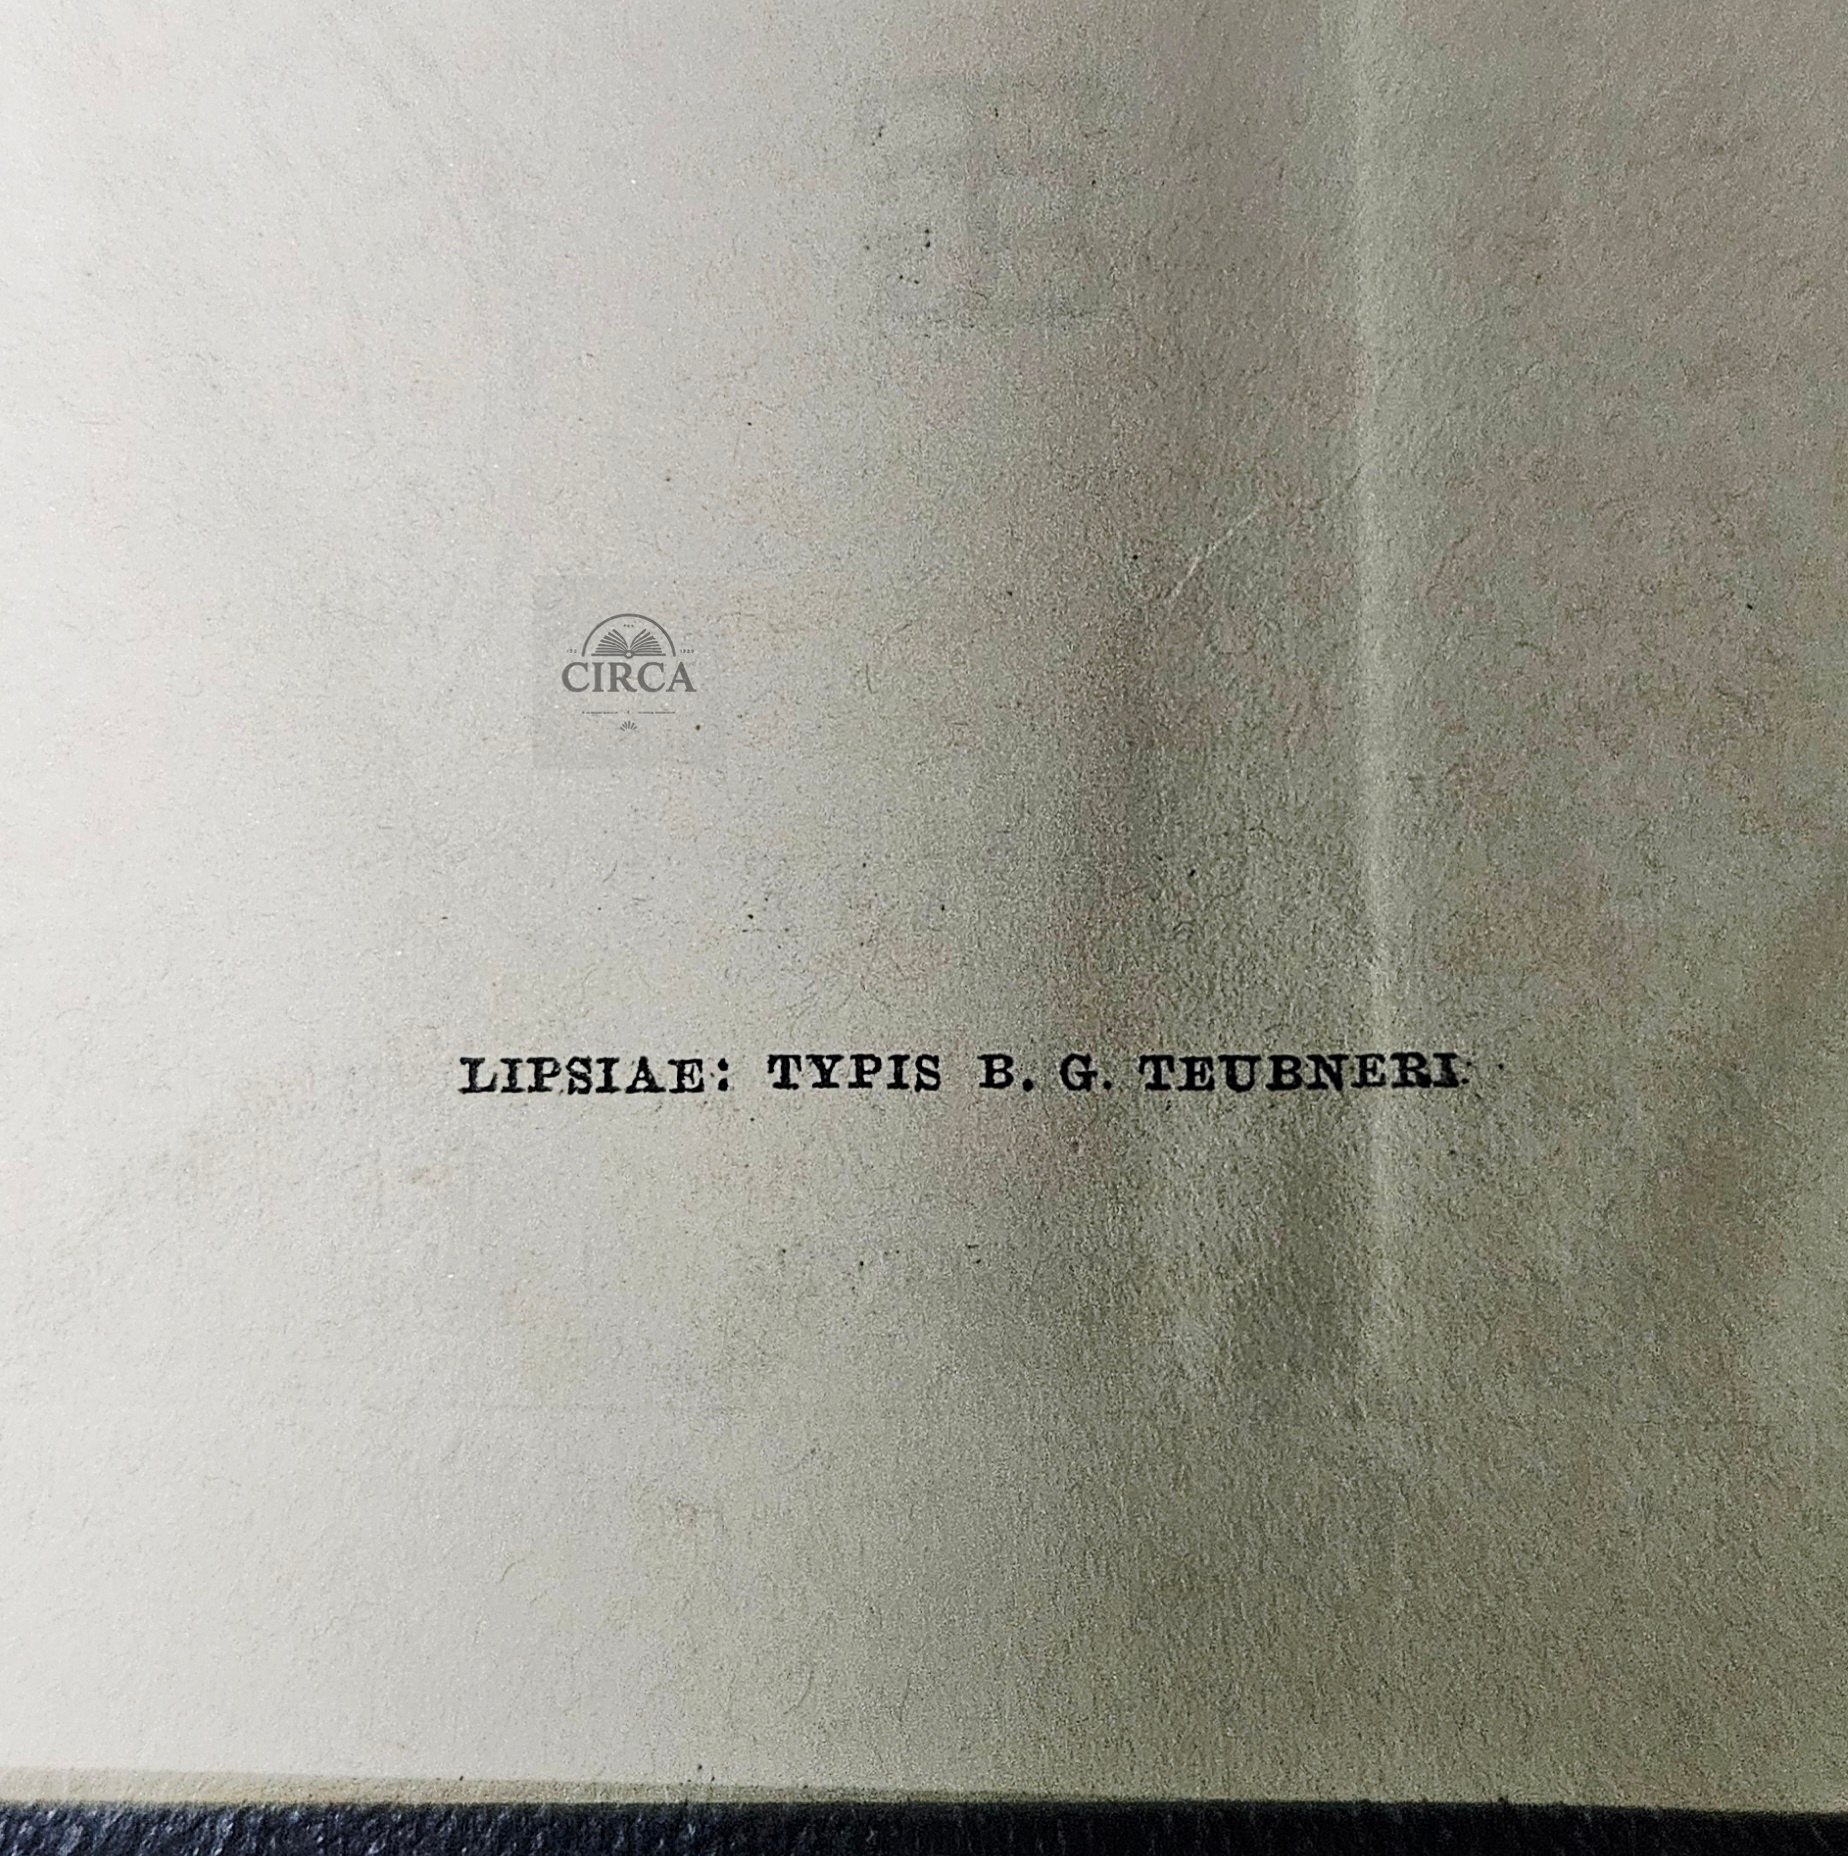 CIRCA
LIPSIAE: TYPIS B. G. TEUBNERI